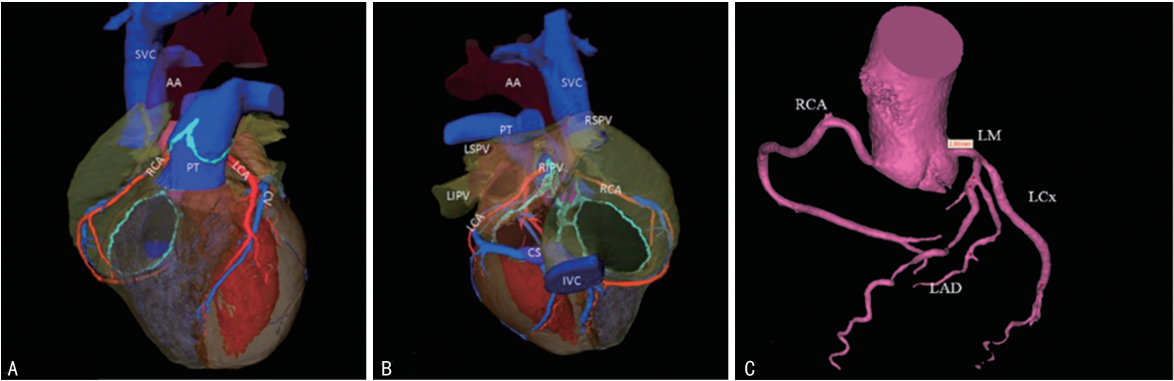 SVC
AA
RCA
PT
LCA
A
AA
SVC
PT
RSPV
LSPV
RIPV
LIPV
RCA
LCA
CS
IVC
B
RCA
LM
LCx
LAD
C